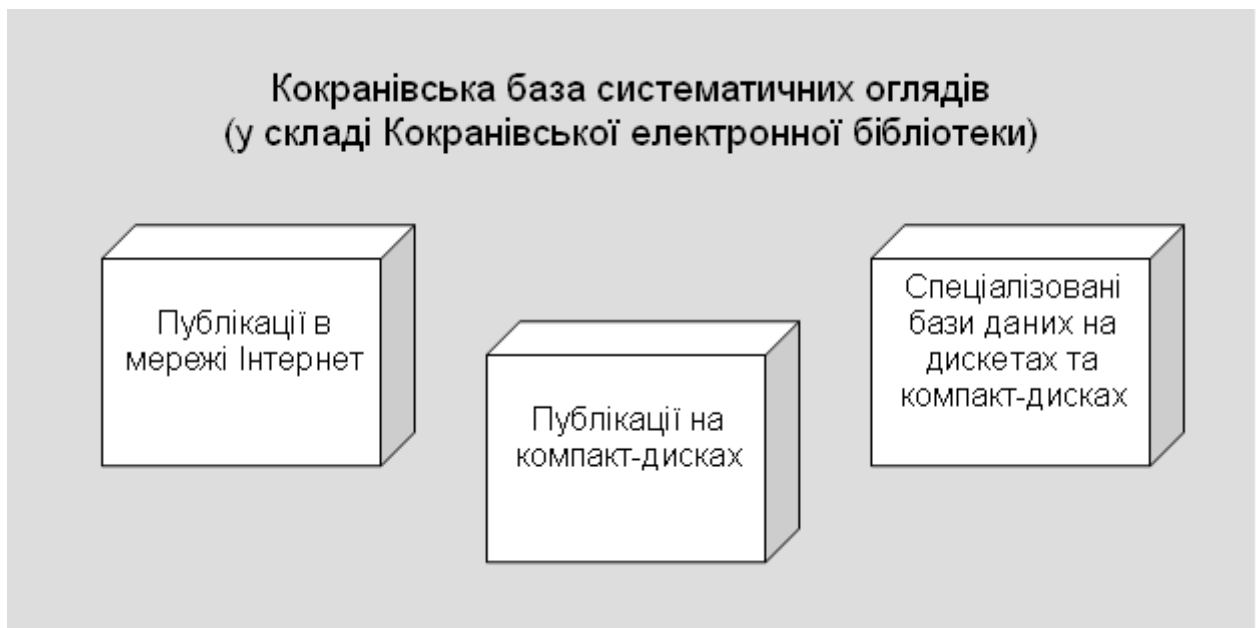 Кокранівська база систематичних оглядів
(у складі Кокранівської електронної бібліотеки)
Публікації в
мережі Інтернет
Публікації на
компакт-дисках
Спеціалізовані
бази даних на
дискетах та
компакт-дисках